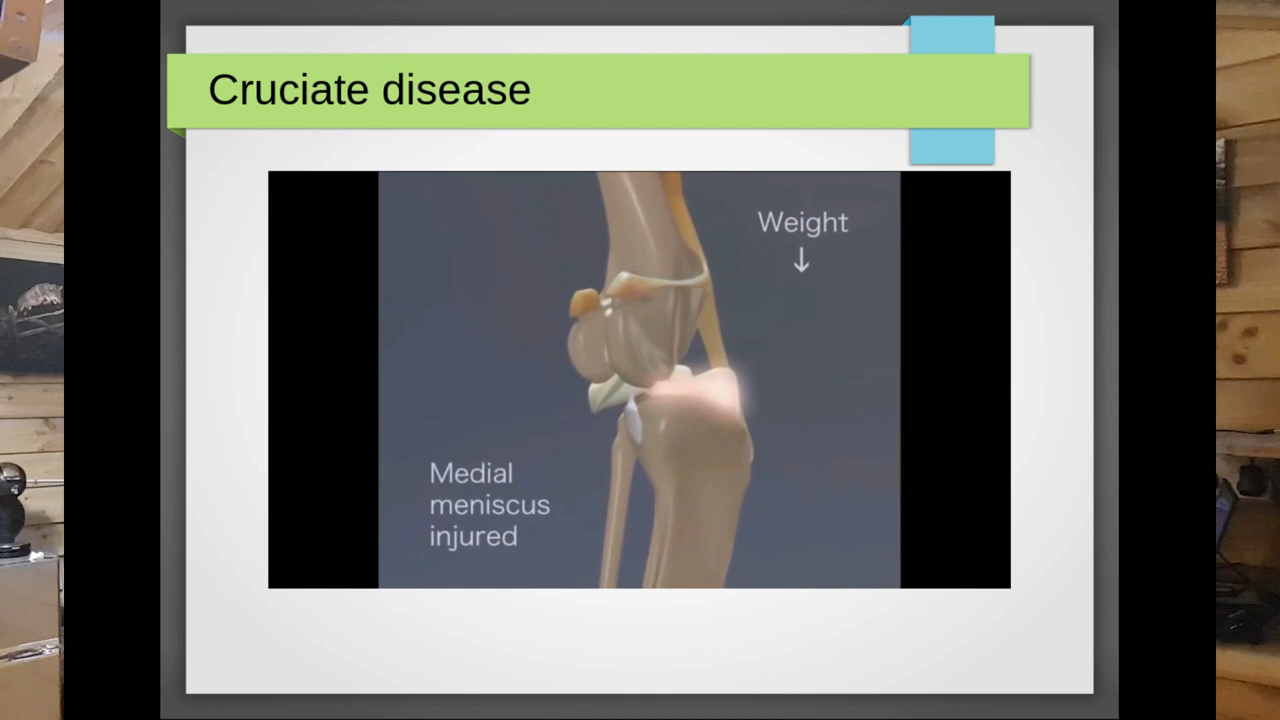 Cruciate disease
Weight
↓
Medial
meniscus
injured